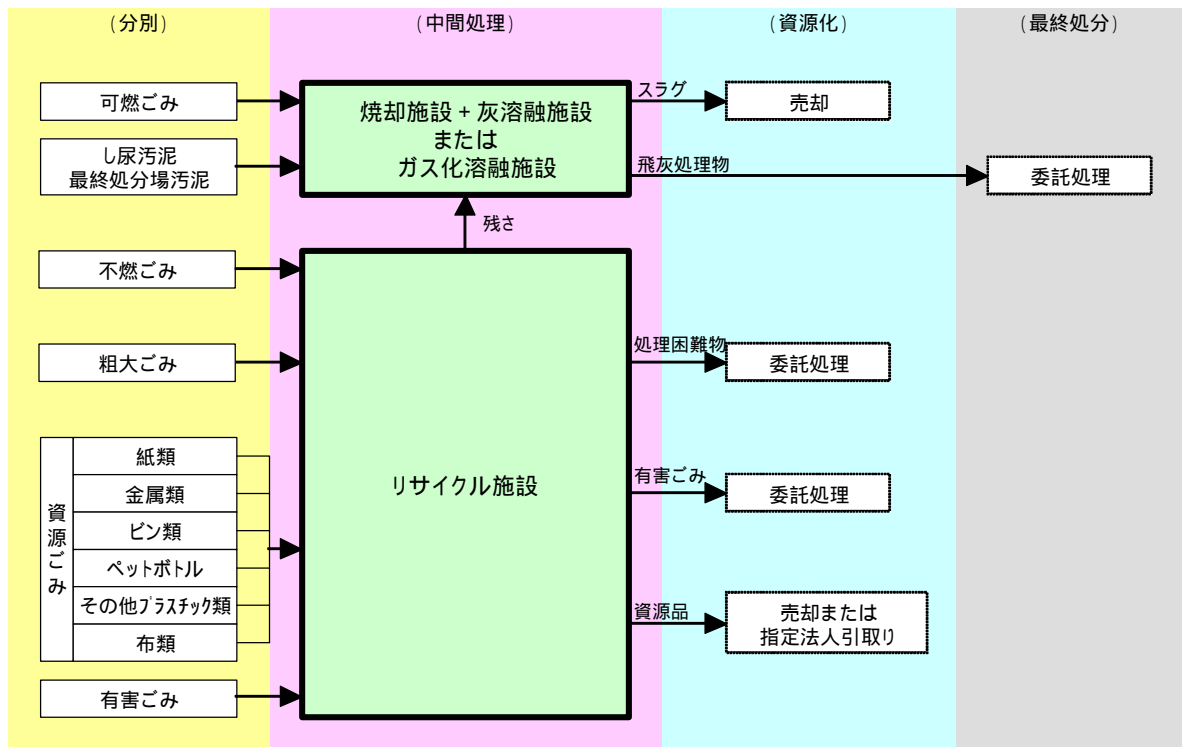 (分別)
(中間処理)
(資源化)
(最終処分)
可燃ごみ
し尿汚泥
最終処分場汚泥
焼却施設+灰溶融施設
または
ガス化溶融施設
スラグ
売却
飛灰処理物
委託処理
残さ
不燃ごみ
粗大ごみ
リサイクル施設
処理困難物
委託処理
資源ごみ
紙類
金属類
ビン類
ペットボトル
その他プラスチック類
布類
有害ごみ
委託処理
資源品
売却または
指定法人引取り
有害ごみ